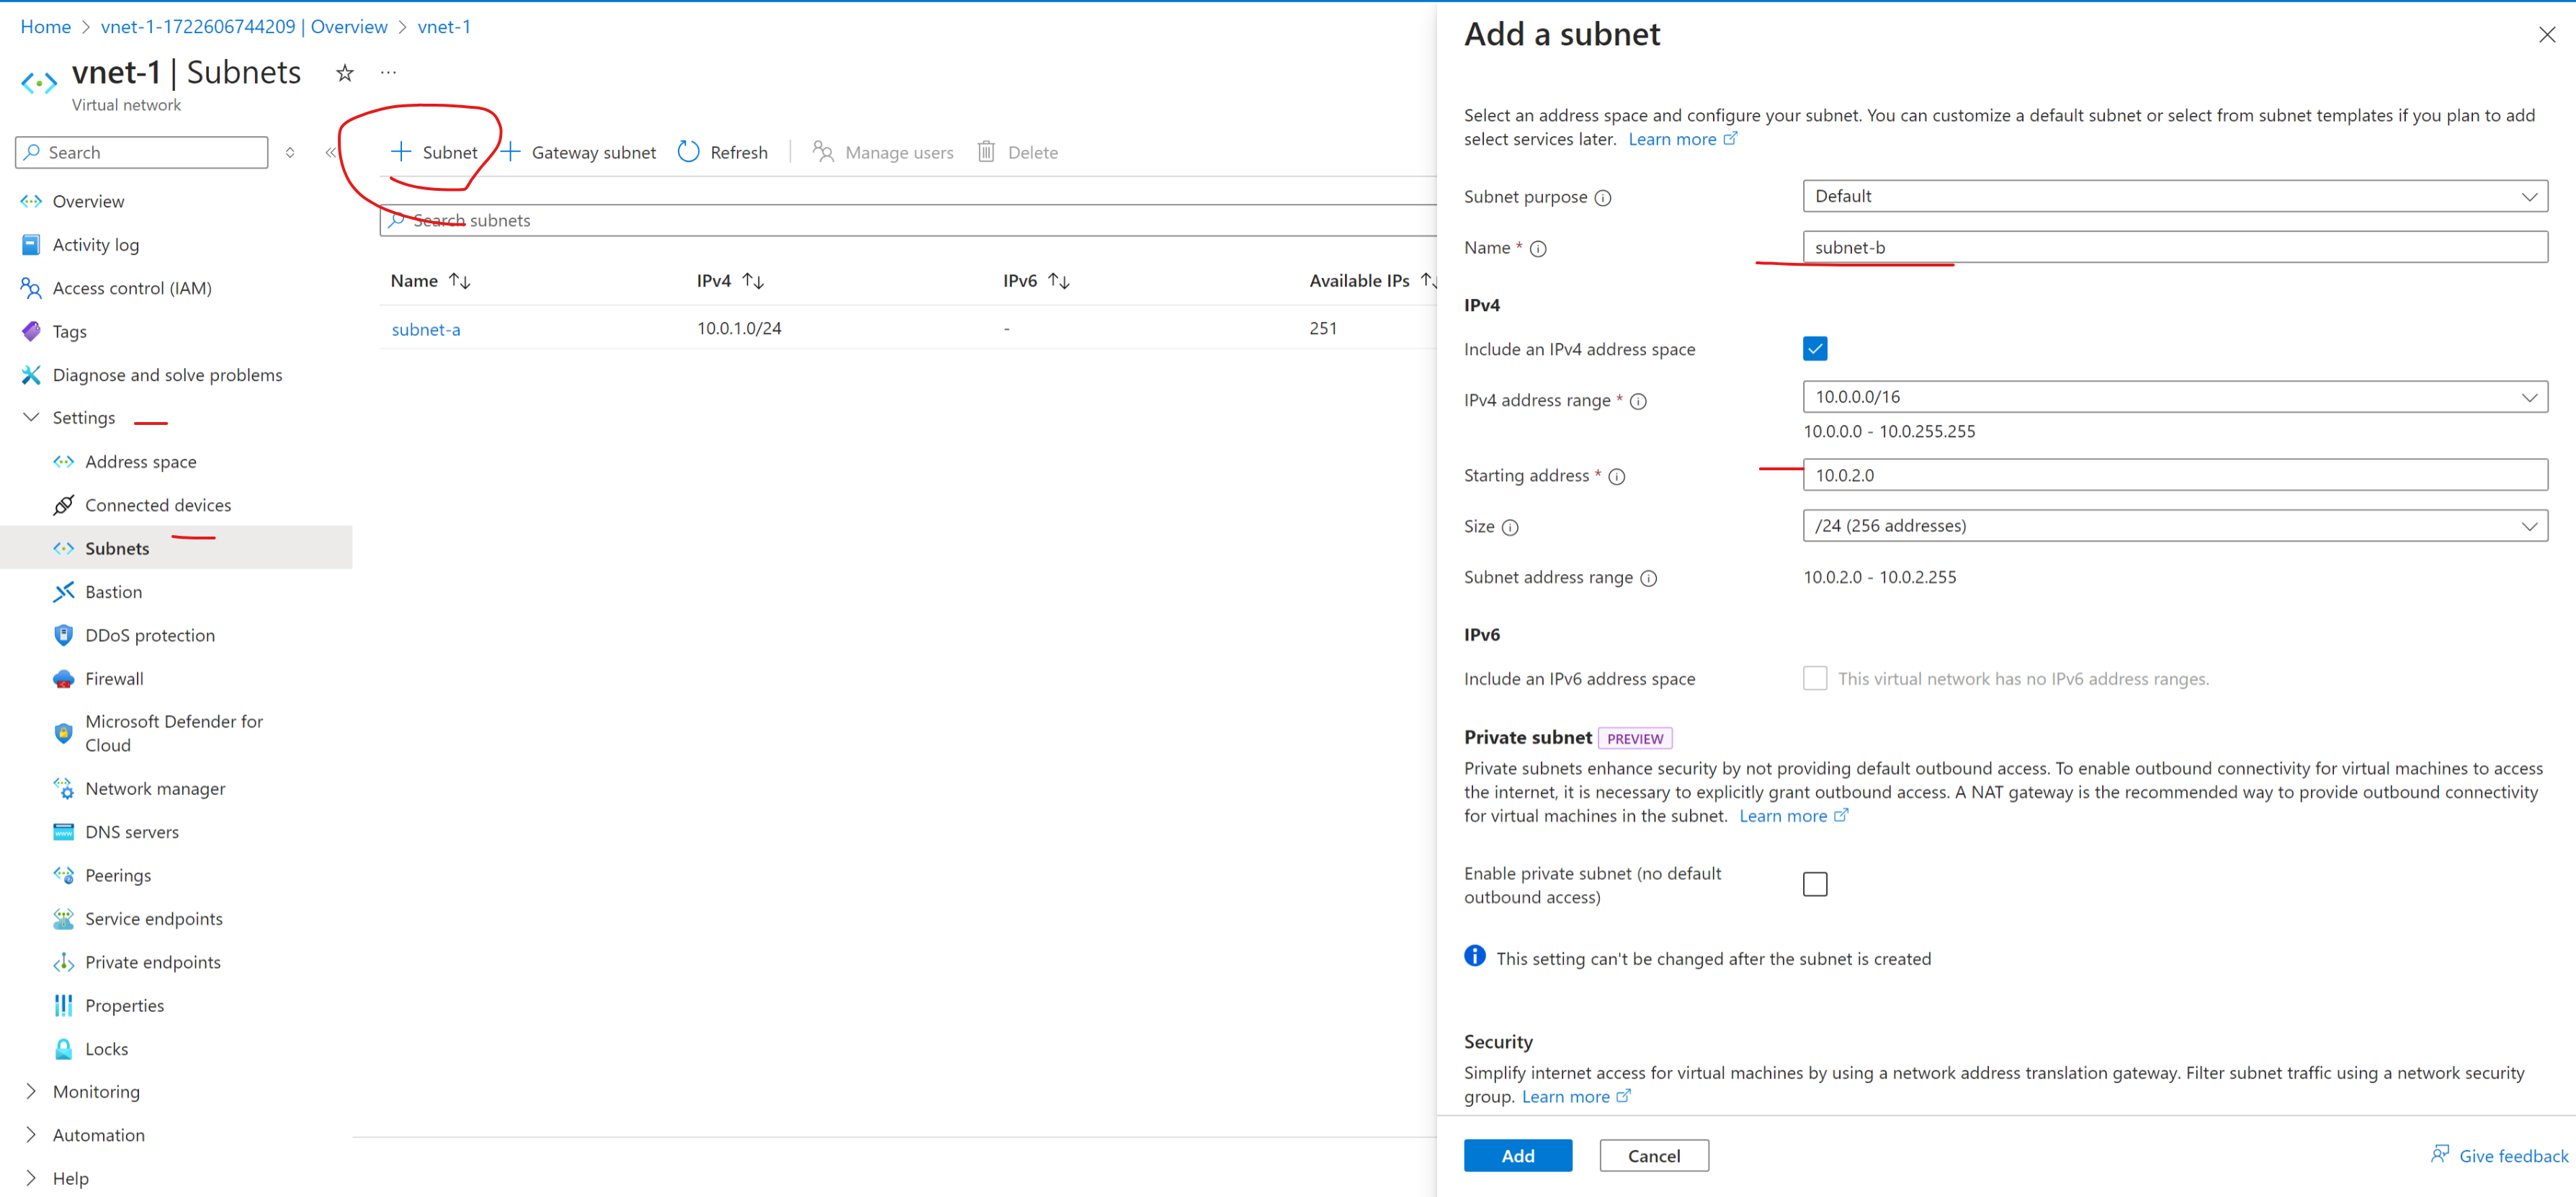 Home > vnet-1-1722606744209 | Overview > vnet-1
vnet-1 | Subnets
Virtual network
Search
Overview
Activity log
Access control (IAM)
Tags
Diagnose and solve problems
Settings
Address space
Connected devices
Subnets
Bastion
DDoS protection
Firewall
Microsoft Defender for
Cloud
Network manager
DNS servers
Peerings
Service endpoints
Private endpoints
Properties
Locks
Monitoring
Automation
Help
+ Subnet + Gateway subnet Refresh Manage users Delete
Search subnets
Name IPv4 IPv6 Available IPs
subnet-a 10.0.1.0/24 - 251
Add a subnet
Select an address space and configure your subnet. You can customize a default subnet or select from subnet templates if you plan to add
select services later. Learn more
Subnet purpose Default
Name * subnet-b
IPv4
Include an IPv4 address space
IPv4 address range * 10.0.0.0/16
10.0.0.0 - 10.0.255.255
Starting address * 10.0.2.0
Size /24 (256 addresses)
Subnet address range 10.0.2.0 - 10.0.2.255
IPv6
Include an IPv6 address space This virtual network has no IPv6 address ranges.
Private subnet PREVIEW
Private subnets enhance security by not providing default outbound access. To enable outbound connectivity for virtual machines to access
the internet, it is necessary to explicitly grant outbound access. A NAT gateway is the recommended way to provide outbound connectivity
for virtual machines in the subnet. Learn more
Enable private subnet (no default
outbound access)
This setting can't be changed after the subnet is created
Security
Simplify internet access for virtual machines by using a network address translation gateway. Filter subnet traffic using a network security
group. Learn more
Add Cancel Give feedback